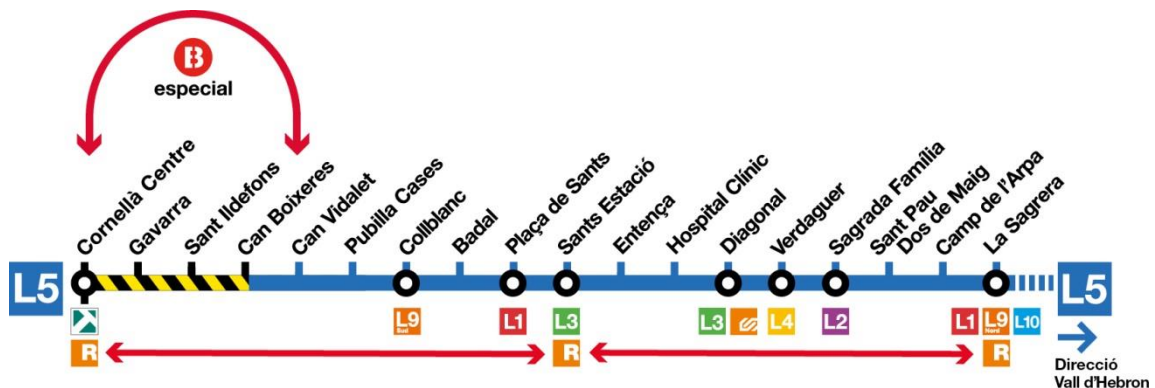 B
especial
Cornellà Centre
Gavarra
Sant Ildefons
Can Boixeres
Can Vidalet
Pubilla Cases
Collblanc
Badal
Plaça de Sants
Sants Estació
Entença
Hospital Clínic
Diagonal
Verdaguer
Sagrada Família
Sant Pau
Dos de Maig
Camp de l'Arpa
La Sagrera
L5
L5
L9
Sud
L1
L3
L3
L4
L2
L1
L9
Nord
L10
R
R
R
Direcció
Vall d'Hebron